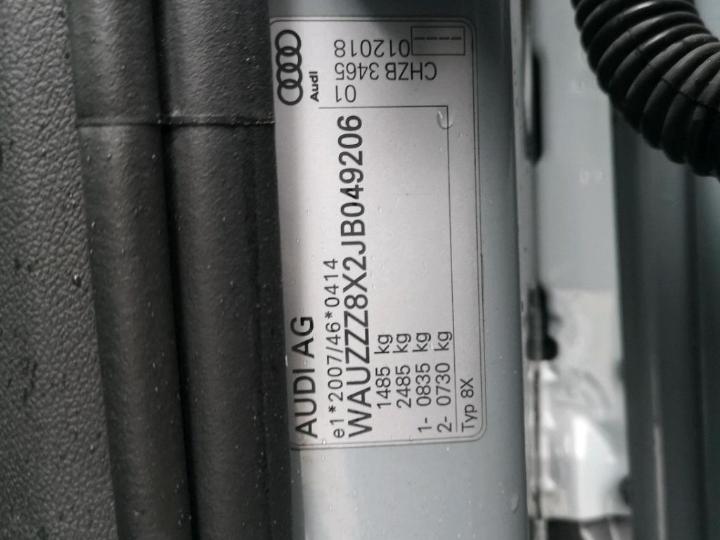 AUDI AG
e1*2007/46*0414
WAUZZZ8X2JB049206
1485 kg
2485 kg
1- 0835 kg
2- 0730 kg
Typ 8X
Audi
01
CHZB 3465
012018